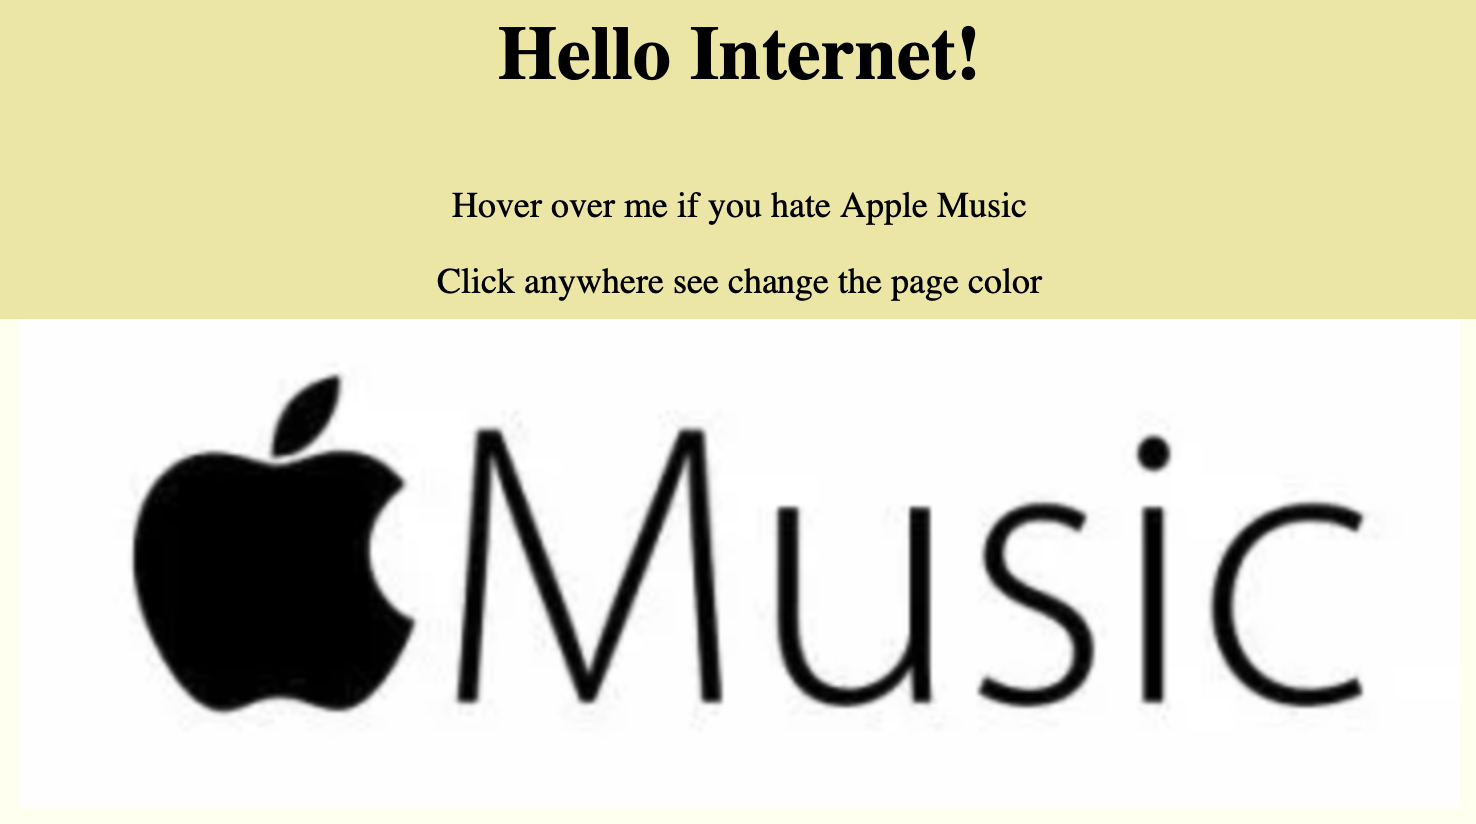 Hello Internet!
Hover over me if you hate Apple Music
Click anywhere see change the page color
Music